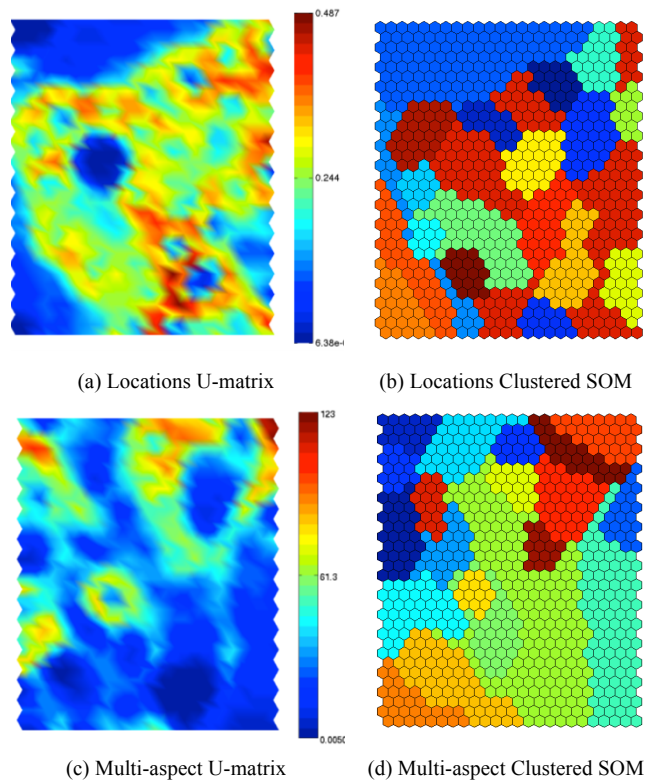 0.487
0.244
6.38e-
(a) Locations U-matrix
(b) Locations Clustered SOM
123
61.3
0.0050
(c) Multi-aspect U-matrix
(d) Multi-aspect Clustered SOM